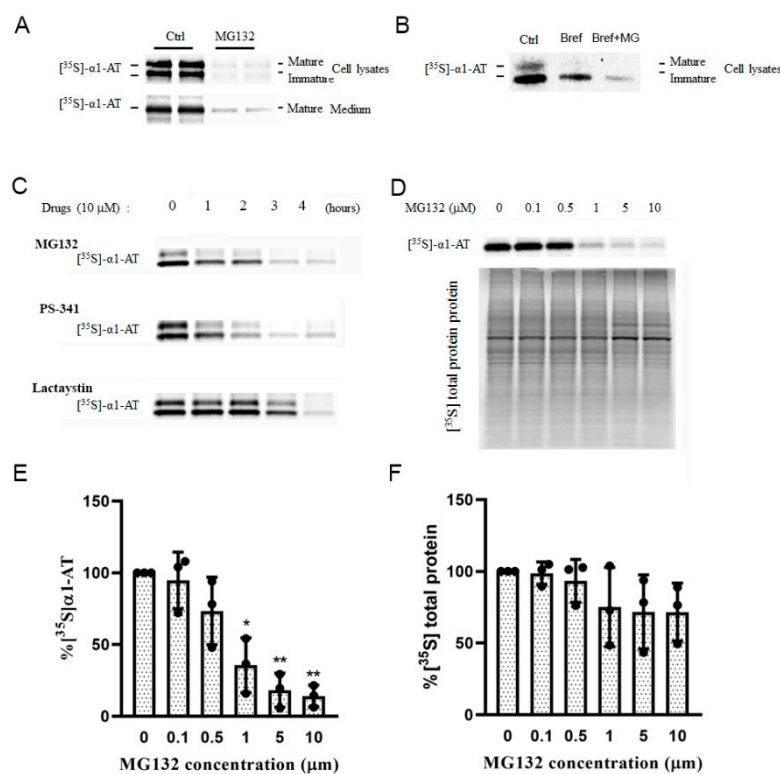 A
Ctrl MG132
[³⁵S]-α1-AT Mature Cell lysates
Immature
[³⁵S]-α1-AT Mature Medium
B
Ctrl Bref Bref+MG
[³⁵S]-α1-AT Mature Cell lysates
Immature
C
Drugs (10 μM) : 0 1 2 3 4 (hours)
MG132
[³⁵S]-α1-AT
PS-341
[³⁵S]-α1-AT
Lactaystin
[³⁵S]-α1-AT
D
MG132 (μM) 0 0.1 0.5 1 5 10
[³⁵S]-α1-AT
[³⁵S] total protein protein
E
%[³⁵S]α1-AT
150
100
50
0
* ** **
0 0.1 0.5 1 5 10
MG132 concentration (μm)
F
% [³⁵S] total protein
150
100
50
0
0 0.1 0.5 1 5 10
MG132 concentration (μm)